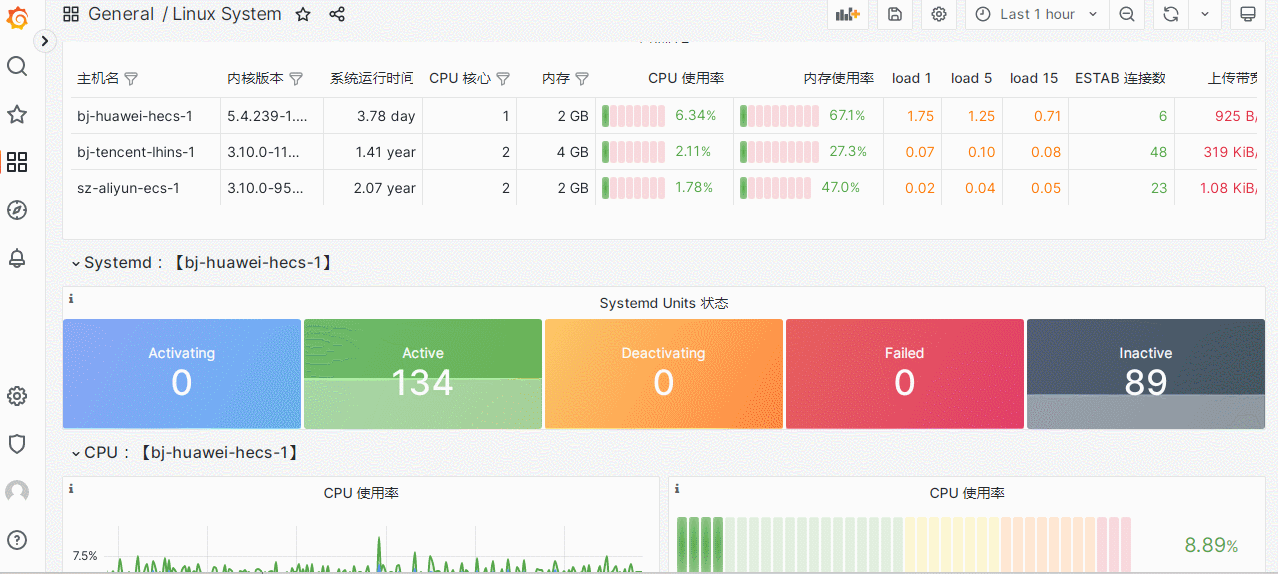 General / Linux System Last 1 hour
主机名 内核版本 系统运行时间 CPU 核心 内存 CPU 使用率 内存使用率 load 1 load 5 load 15 ESTAB 连接数 上传带宽
bj-huawei-hecs-1 5.4.239-1.... 3.78 day 1 2 GB 6.34% 67.1% 1.75 1.25 0.71 6 925 B/
bj-tencent-lhins-1 3.10.0-11... 1.41 year 2 4 GB 2.11% 27.3% 0.07 0.10 0.08 48 319 KiB/
sz-aliyun-ecs-1 3.10.0-95... 2.07 year 2 2 GB 1.78% 47.0% 0.02 0.04 0.05 23 1.08 KiB/
Systemd : 【bj-huawei-hecs-1】
Systemd Units 状态
Activating Active Deactivating Failed Inactive
0 134 0 0 89
CPU : 【bj-huawei-hecs-1】
CPU 使用率 CPU 使用率
7.5% 8.89%